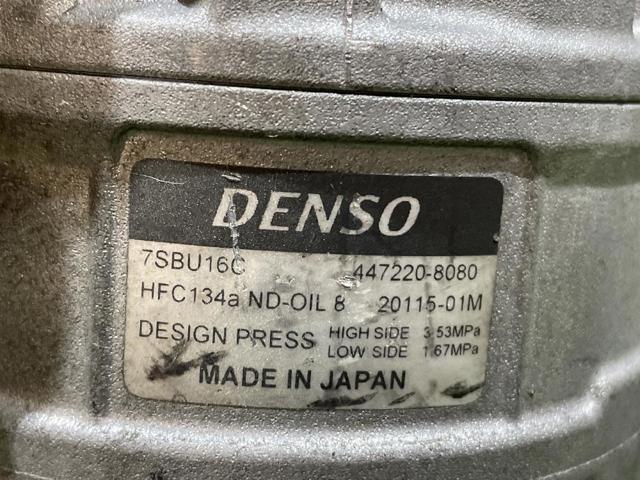 DENSO
7SBU16C 447220-8080
HFC134a ND-OIL 8 20115-01M
DESIGN PRESS HIGH SIDE 3.53MPa
LOW SIDE 1.67MPa
MADE IN JAPAN